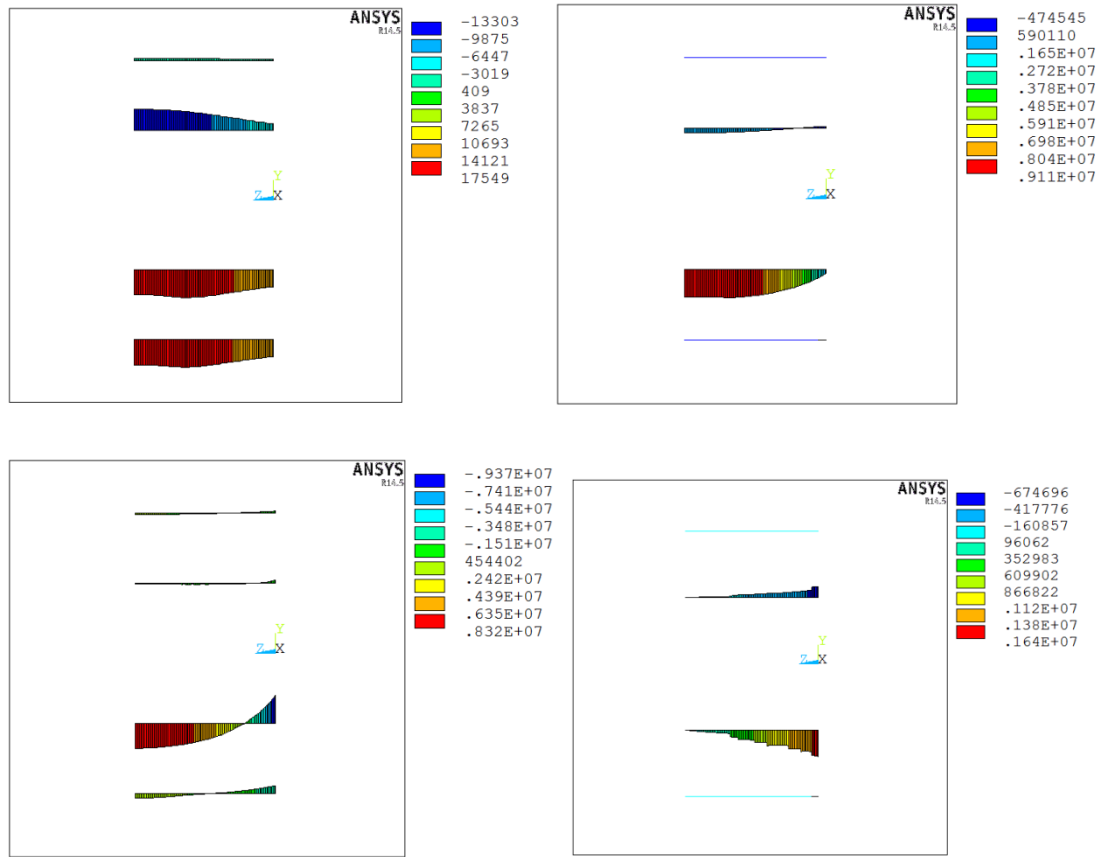 ANSYS
R14.5
-13303
-9875
-6447
-3019
409
3837
7265
10693
14121
17549
Y
Z X
ANSYS
R14.5
-474545
590110
.165E+07
.272E+07
.378E+07
.485E+07
.591E+07
.698E+07
.804E+07
.911E+07
Y
Z X
ANSYS
R14.5
-.937E+07
-.741E+07
-.544E+07
-.348E+07
-.151E+07
454402
.242E+07
.439E+07
.635E+07
.832E+07
Y
Z X
ANSYS
R14.5
-674696
-417776
-160857
96062
352983
609902
866822
.112E+07
.138E+07
.164E+07
Y
Z X